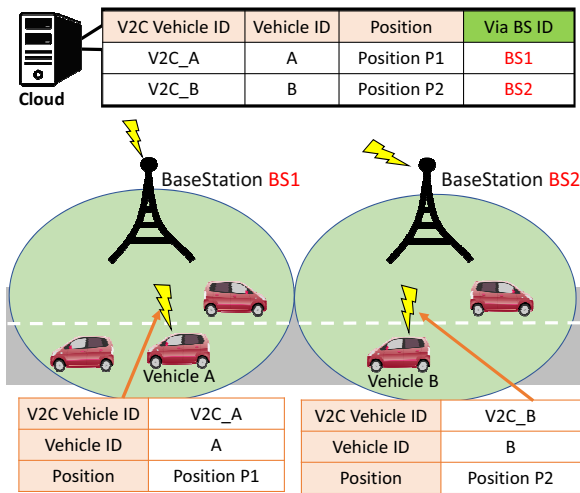 V2C Vehicle ID Vehicle ID Position Via BS ID
V2C_A A Position P1 BS1
V2C_B B Position P2 BS2
Cloud
BaseStation BS1
BaseStation BS2
Vehicle A
Vehicle B
V2C Vehicle ID V2C_A
Vehicle ID A
Position Position P1
V2C Vehicle ID V2C_B
Vehicle ID B
Position Position P2